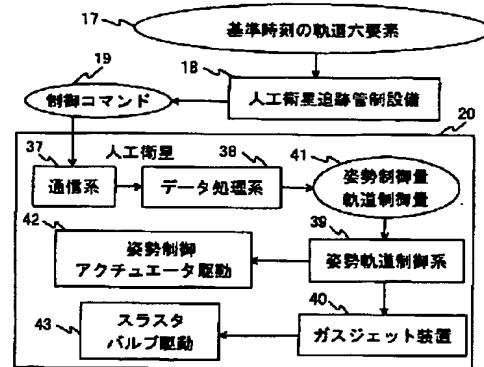 17
基準時刻の軌道六要素
19
18
制御コマンド
人工衛星追跡管制設備
20
37
人工衛星
38
41
通信系
データ処理系
姿勢制御量
軌道制御量
42
39
姿勢制御
アクチュエータ駆動
姿勢軌道制御系
40
43
スラスタ
バルブ駆動
ガスジェット装置